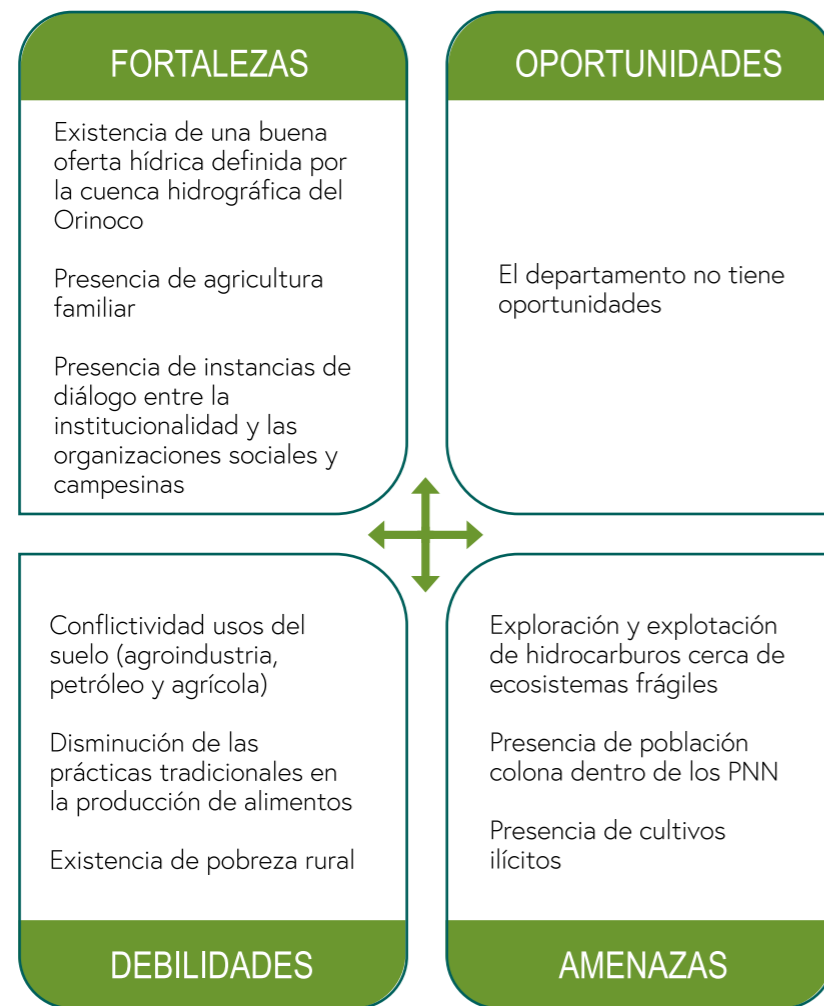 FORTALEZAS
Existencia de una buena
oferta hídrica definida por
la cuenca hidrográfica del
Orinoco
Presencia de agricultura
familiar
Presencia de instancias de
diálogo entre la
institucionalidad y las
organizaciones sociales y
campesinas
OPORTUNIDADES
El departamento no tiene
oportunidades
Conflictividad usos del
suelo (agroindustria,
petróleo y agrícola)
Disminución de las
prácticas tradicionales en
la producción de alimentos
Existencia de pobreza rural
DEBILIDADES
Exploración y explotación
de hidrocarburos cerca de
ecosistemas frágiles
Presencia de población
colona dentro de los PNN
Presencia de cultivos
ilícitos
AMENAZAS